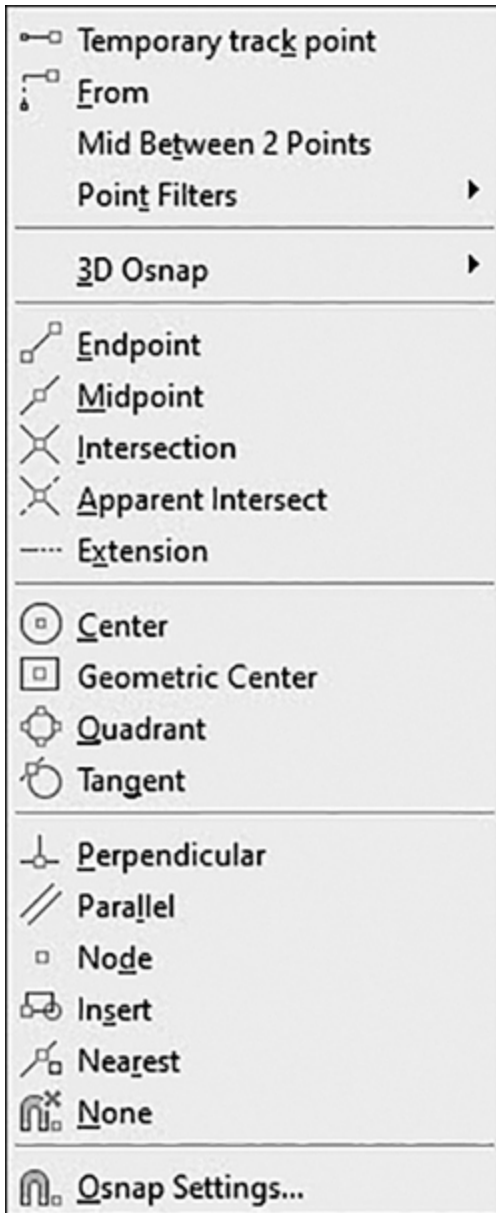 Temporary track point
From
Mid Between 2 Points
Point Filters
3D Osnap
Endpoint
Midpoint
Intersection
Apparent Intersect
Extension
Center
Geometric Center
Quadrant
Tangent
Perpendicular
Parallel
Node
Insert
Nearest
None
Osnap Settings...